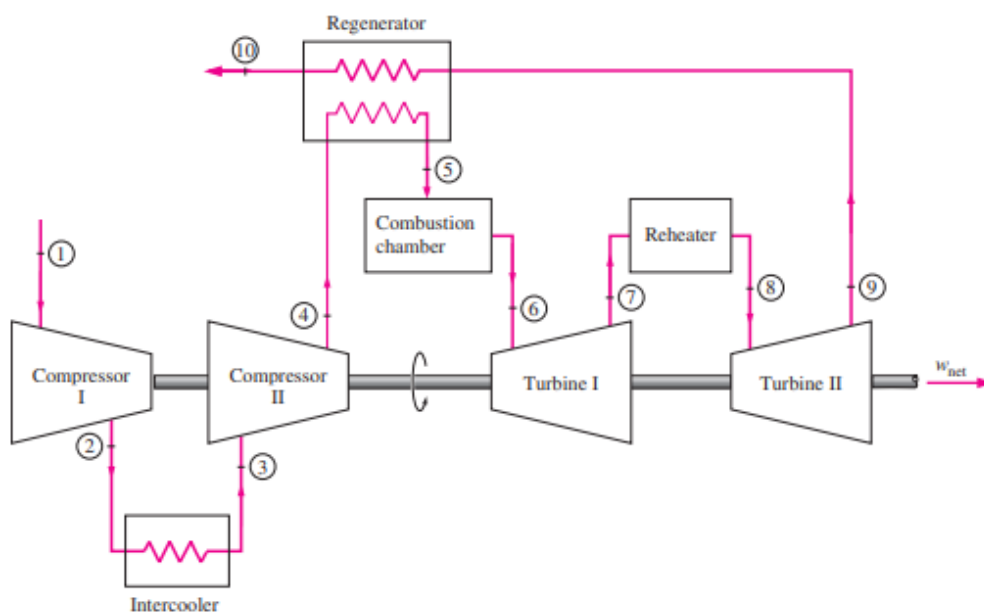 Regenerator
10
5
Combustion
chamber
Reheater
1
4
6
7
8
9
Compressor
I
Compressor
II
Turbine I
Turbine II
wnet
2
3
Intercooler